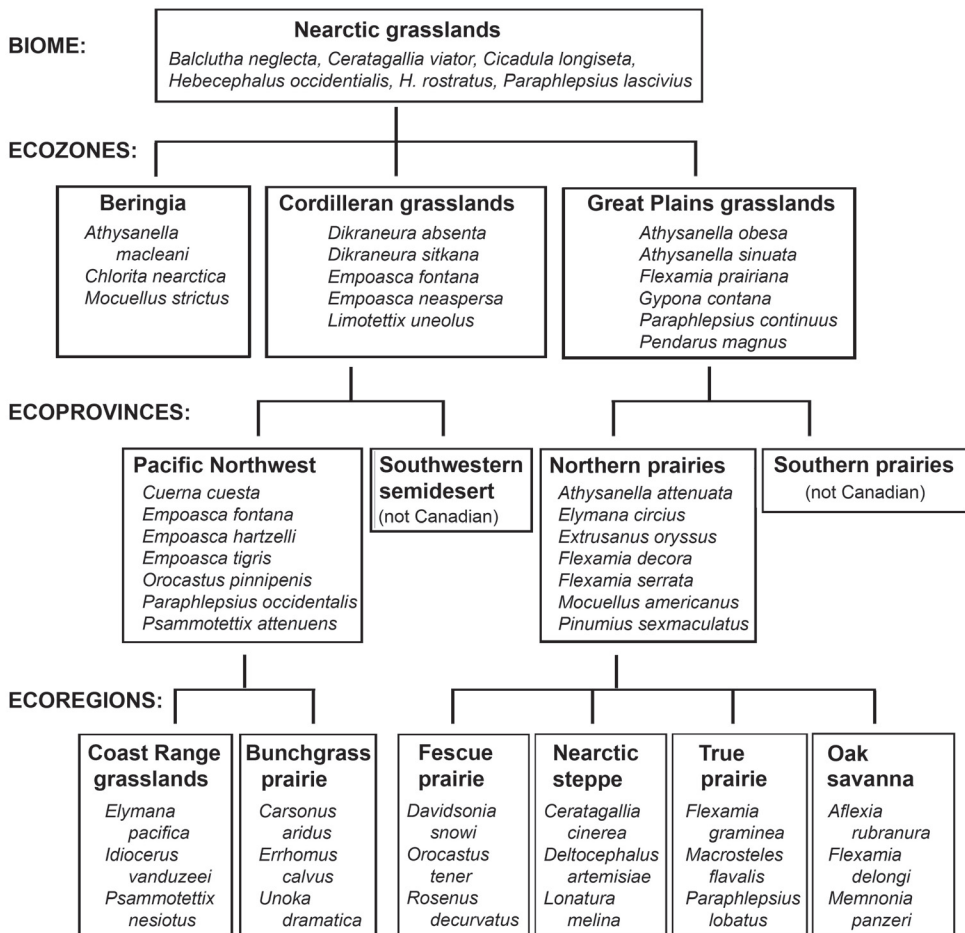 BIOME:
Nearctic grasslands
Balclutha neglecta, Ceratagallia viator, Cicadula longiseta,
Hebecephalus occidentialis, H. rostratus, Paraphlepsius lascivius
ECOZONES:
Beringia
Athysanella
macleani
Chlorita nearctica
Mocuellus strictus
Cordilleran grasslands
Dikraneura absenta
Dikraneura sitkana
Empoasca fontana
Empoasca neaspersa
Limotettix uneolus
Great Plains grasslands
Athysanella obesa
Athysanella sinuata
Flexamia prairiana
Gypona contana
Paraphlepsius continuus
Pendarus magnus
ECOPROVINCES:
Pacific Northwest
Cuerna cuesta
Empoasca fontana
Empoasca hartzelli
Empoasca tigris
Orocastus pinnipenis
Paraphlepsius occidentalis
Psammotettix attenuens
Southwestern
semidesert
(not Canadian)
Northern prairies
Athysanella attenuata
Elymana circius
Extrusanus oryssus
Flexamia decora
Flexamia serrata
Mocuellus americanus
Pinumius sexmaculatus
Southern prairies
(not Canadian)
ECOREGIONS:
Coast Range
grasslands
Elymana
pacifica
Idiocerus
vanduzeei
Psammotettix
nesiotus
Bunchgrass
prairie
Carsonus
aridus
Errhomus
calvus
Unoka
dramatica
Fescue
prairie
Davidsonia
snowi
Orocastus
tener
Rosenus
decurvatus
Nearctic
steppe
Ceratagallia
cinerea
Deltocephalus
artemisiae
Lonatura
melina
True
prairie
Flexamia
graminea
Macrosteles
flavalis
Paraphlepsius
lobatus
Oak
savanna
Aflexia
rubranura
Flexamia
delongi
Memnonia
panzeri